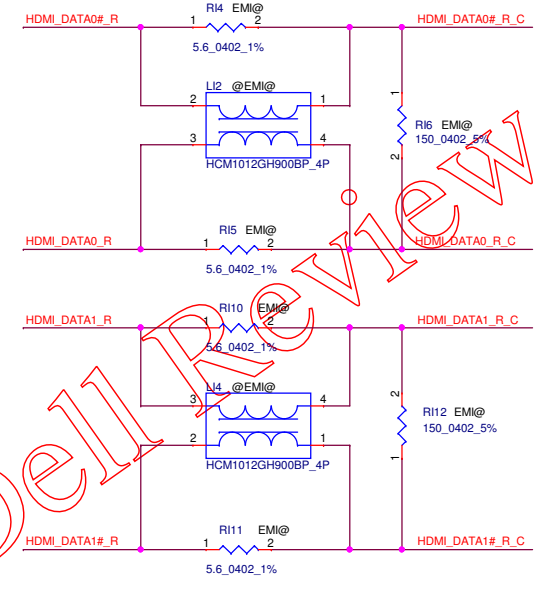 RI4 EMI@
HDMI_DATA0#_R 1 2 HDMI_DATA0#_R_C
5.6_0402_1%
LI2 @EMI@
2 1
1
RI6 EMI@
150_0402_5%
3 4
2
HCM1012GH900BP_4P
RI5 EMI@
HDMI_DATA0_R 1 2 HDMI_DATA0_R_C
5.6_0402_1%
RI10 EMI@
HDMI_DATA1_R 1 2 HDMI_DATA1_R_C
5.6_0402_1%
LI4 @EMI@
3 4
2
RI12 EMI@
150_0402_5%
2 1
1
HCM1012GH900BP_4P
RI11 EMI@
HDMI_DATA1#_R 1 2 HDMI_DATA1#_R_C
5.6_0402_1%
Dell Review